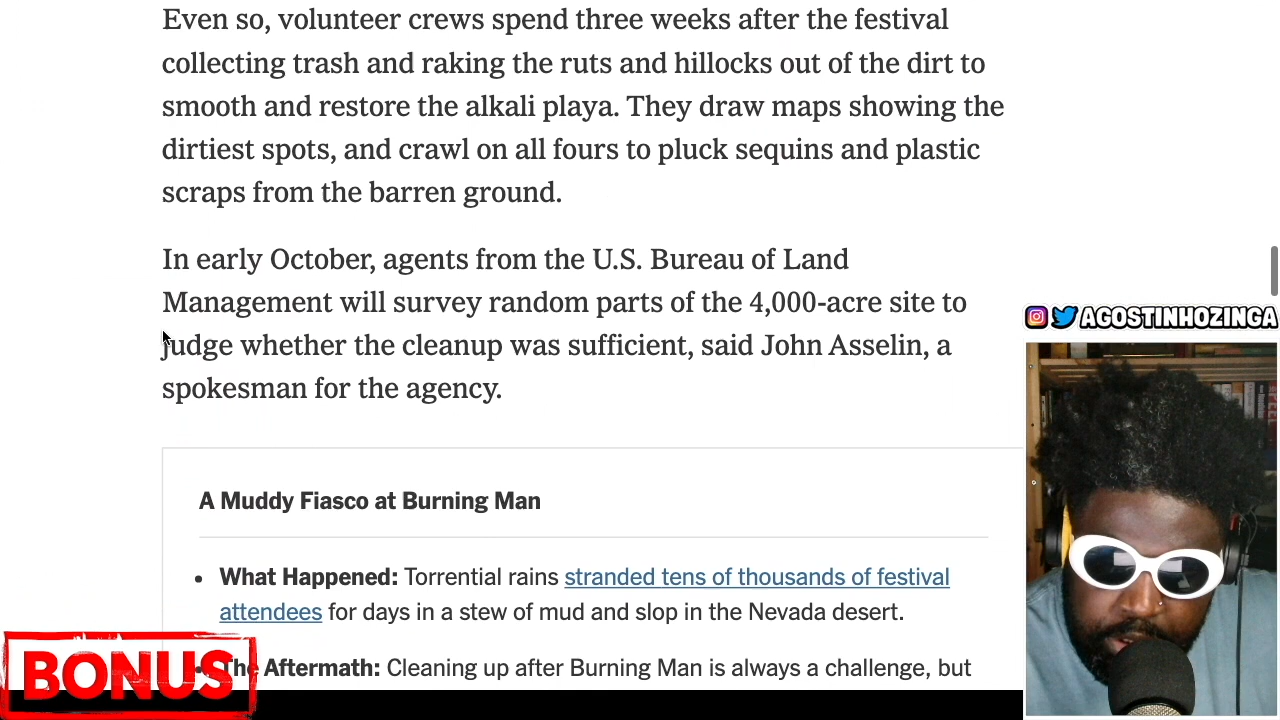 Even so, volunteer crews spend three weeks after the festival
collecting trash and raking the ruts and hillocks out of the dirt to
smooth and restore the alkali playa. They draw maps showing the
dirtiest spots, and crawl on all fours to pluck sequins and plastic
scraps from the barren ground.
In early October, agents from the U.S. Bureau of Land
Management will survey random parts of the 4,000-acre site to
judge whether the cleanup was sufficient, said John Asselin, a
spokesman for the agency.
A Muddy Fiasco at Burning Man
• What Happened: Torrential rains stranded tens of thousands of festival
attendees for days in a stew of mud and slop in the Nevada desert.
The Aftermath: Cleaning up after Burning Man is always a challenge, but
AGOSTINHOZINGA
BONUS